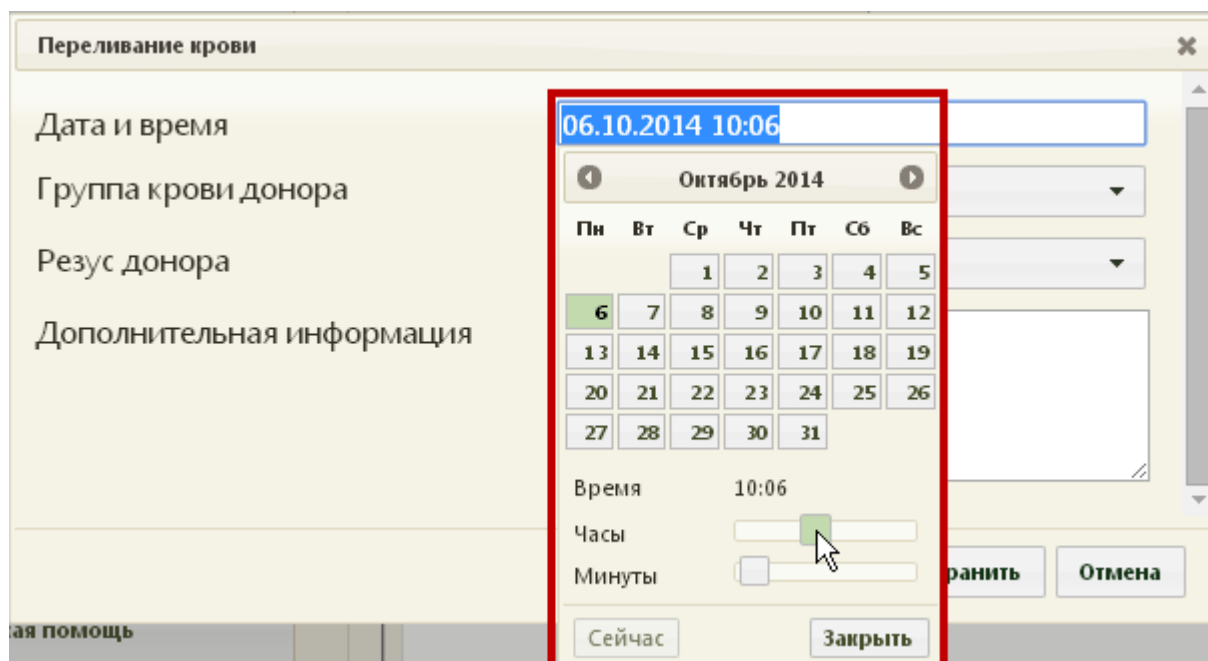 Переливание крови
Дата и время
06.10.2014 10:06
Группа крови донора
Октябрь 2014
Пн Вт Ср Чт Пт Сб Вс
Резус донора
1 2 3 4 5
6 7 8 9 10 11 12
Дополнительная информация
13 14 15 16 17 18 19
20 21 22 23 24 25 26
27 28 29 30 31
Время 10:06
Часы
Минуты
ранить Отмена
ая помощь
Сейчас Закрыть